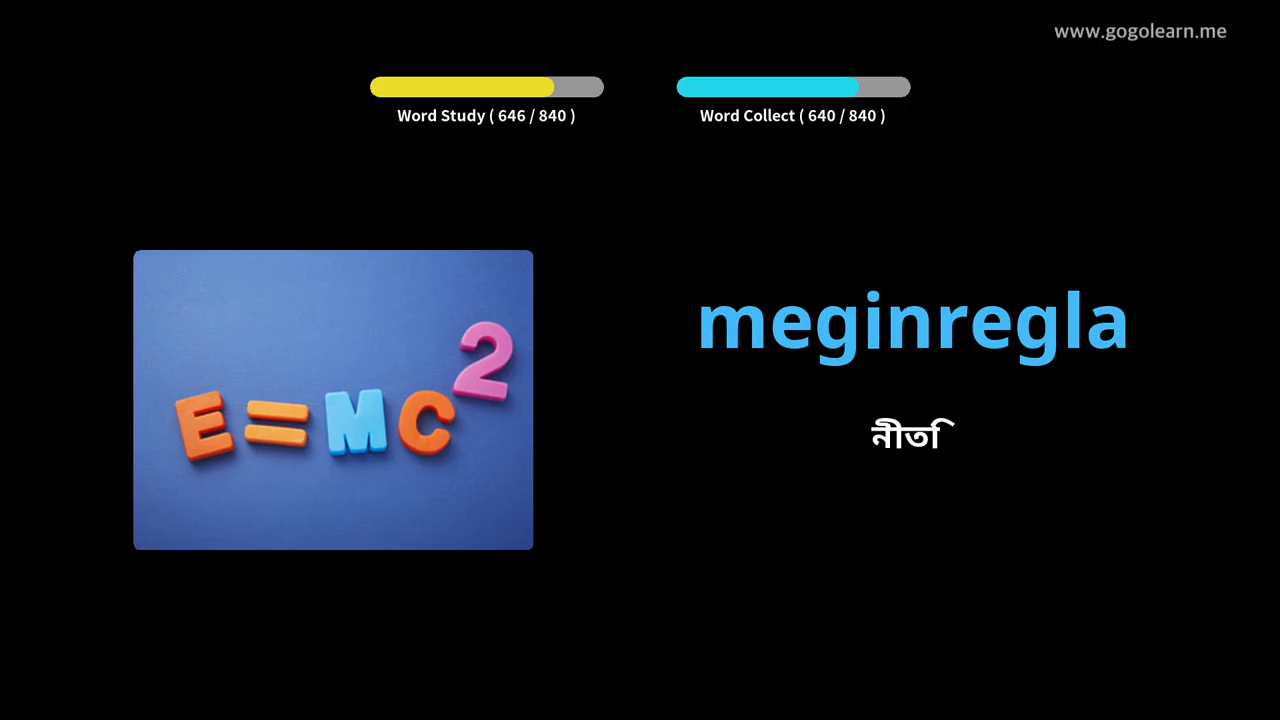 www.gogolearn.me
Word Study ( 646 / 840 )
Word Collect ( 640 / 840 )
E=MC2
meginregla
নীতি